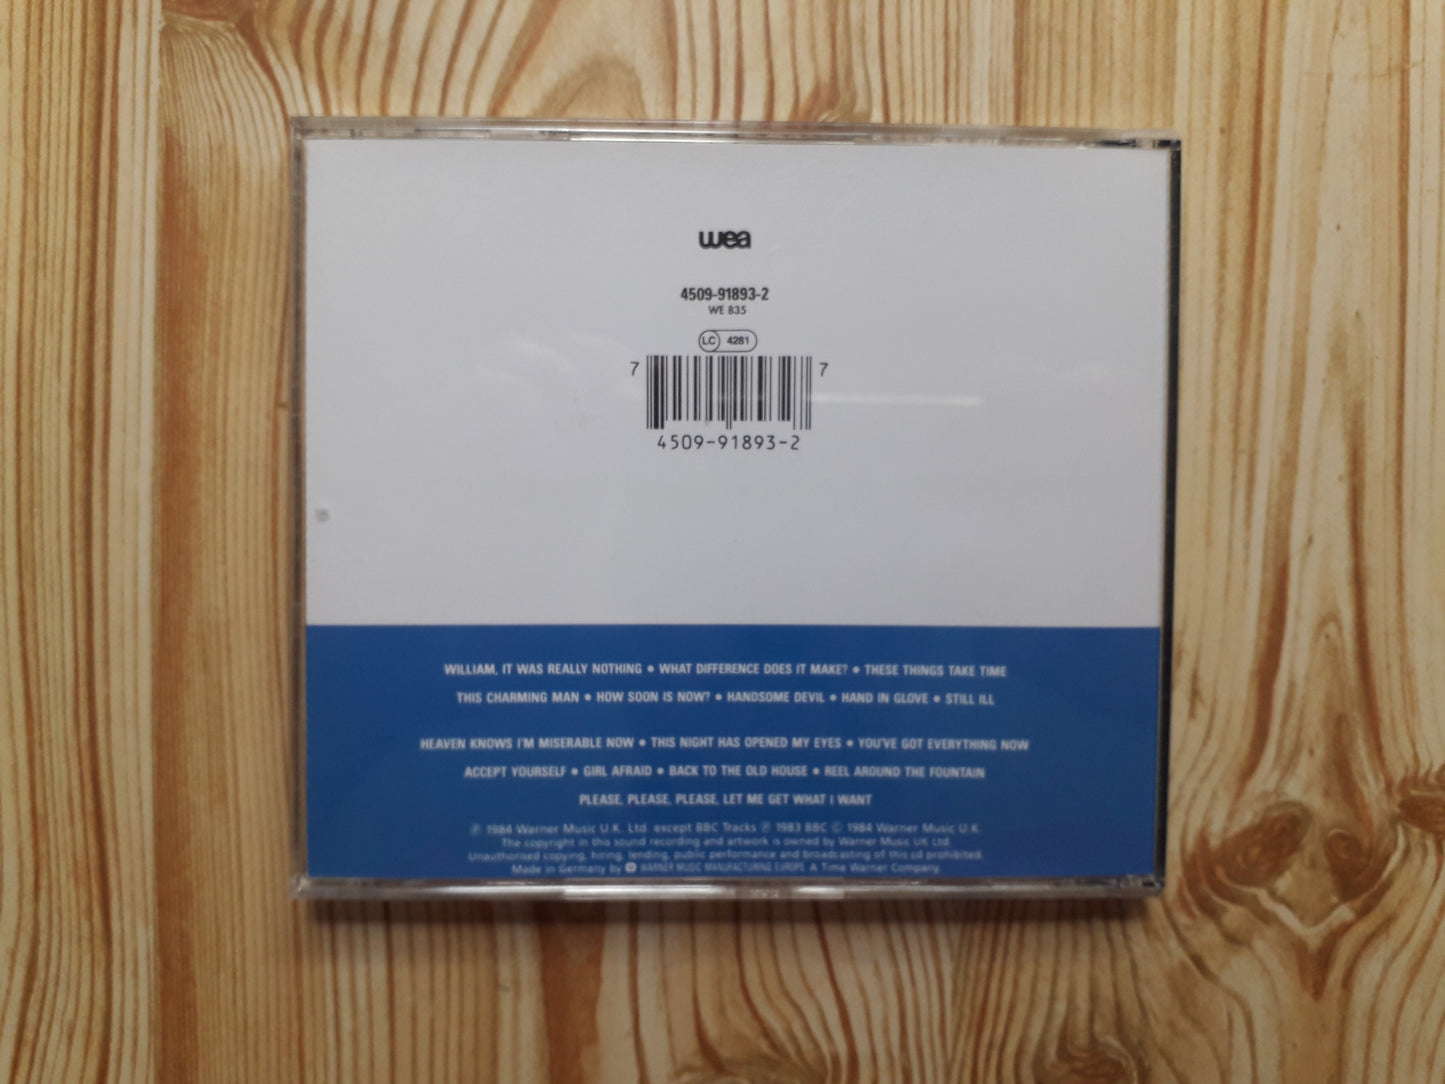 wea
4509-91893-2
WE 835
LC 4281
7 7
4509-91893-2
WILLIAM, IT WAS REALLY NOTHING • WHAT DIFFERENCE DOES IT MAKE? • THESE THINGS TAKE TIME
THIS CHARMING MAN • HOW SOON IS NOW? • HANDSOME DEVIL • HAND IN GLOVE • STILL ILL
HEAVEN KNOWS I'M MISERABLE NOW • THIS NIGHT HAS OPENED MY EYES • YOU'VE GOT EVERYTHING NOW
ACCEPT YOURSELF • GIRL AFRAID • BACK TO THE OLD HOUSE • REEL AROUND THE FOUNTAIN
PLEASE, PLEASE, PLEASE, LET ME GET WHAT I WANT
℗ 1984 Warner Music U.K. Ltd. except BBC Tracks ℗ 1983 BBC © 1984 Warner Music U.K.
The copyright in this sound recording and artwork is owned by Warner Music UK Ltd.
Unauthorised copying, hiring, lending, public performance and broadcasting of this cd prohibited.
Made in Germany by WARNER MUSIC MANUFACTURING EUROPE. A Time Warner Company.